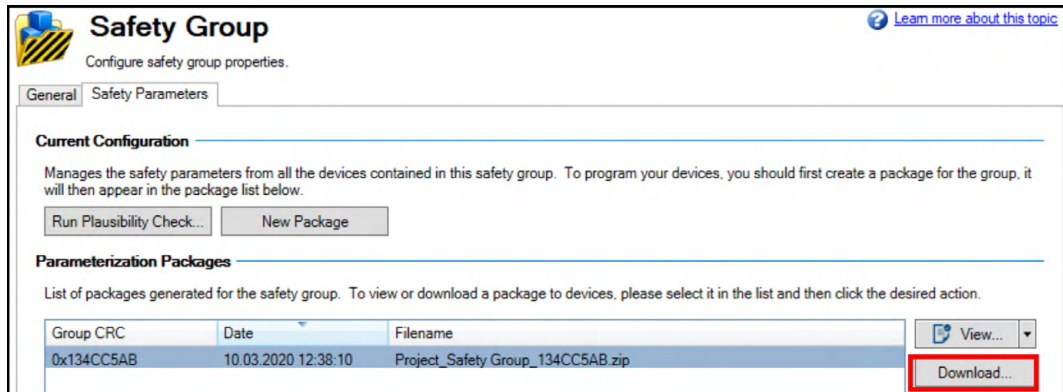 Safety Group
Learn more about this topic
Configure safety group properties.
General Safety Parameters
Current Configuration
Manages the safety parameters from all the devices contained in this safety group. To program your devices, you should first create a package for the group, it
will then appear in the package list below.
Run Plausibility Check... New Package
Parameterization Packages
List of packages generated for the safety group. To view or download a package to devices, please select it in the list and then click the desired action.
Group CRC Date Filename View...
0x134CC5AB 10.03.2020 12:38:10 Project_Safety Group_134CC5AB.zip
Download...